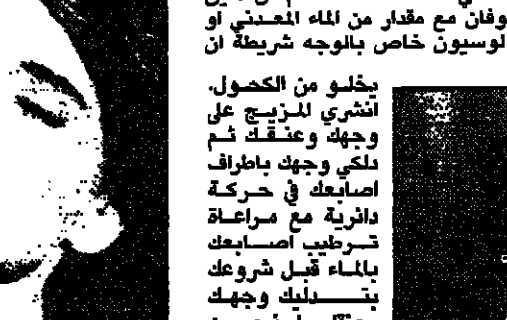 وفان مع مقدار من الماء المعدني او
لوسيون خاص بالوجه شريطة ان
يخلو من الكحول.
انشري المزيج على
وجهك وعنقك ثم
دلكي وجهك باطراف
اصابعك في حركة
دائرية مع مراعاة
ترطيب اصابعك
بالماء قبل شروعك
بتدليك وجهك